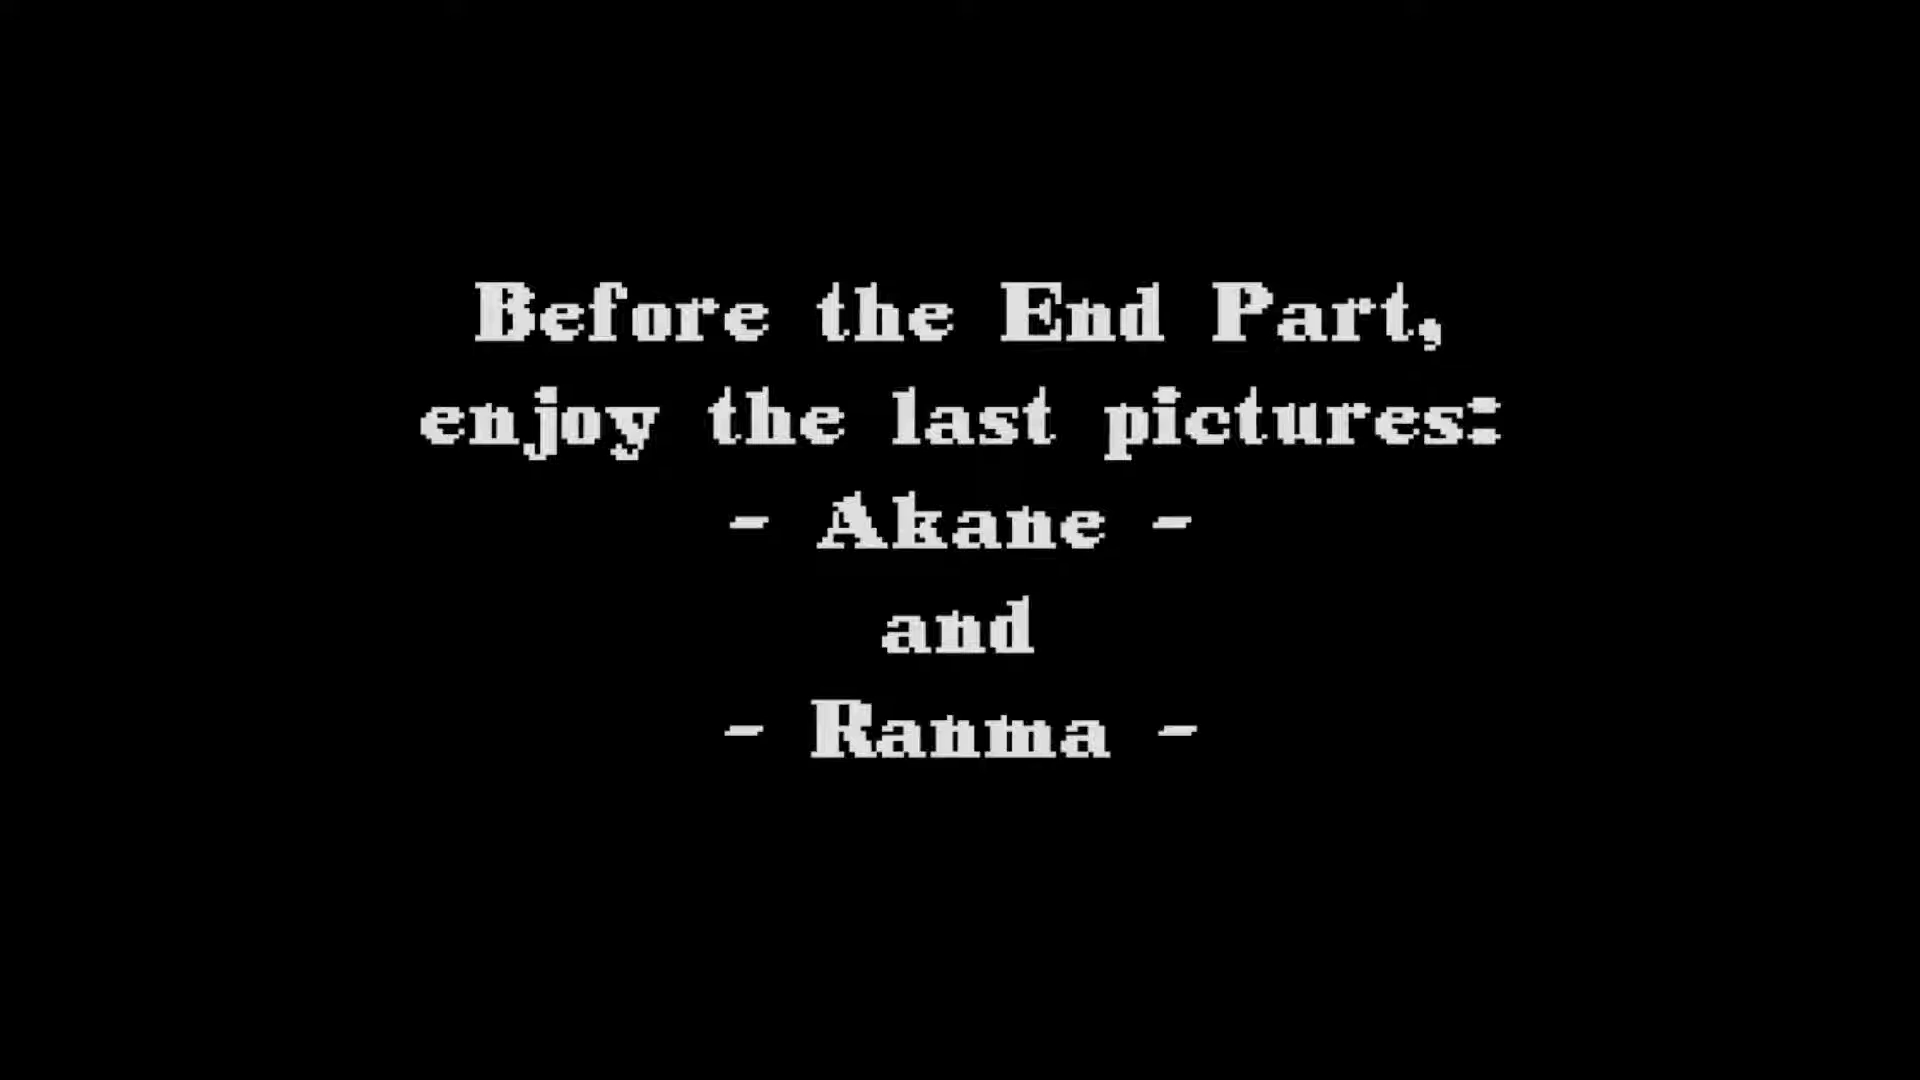 Before the End Part,
enjoy the last pictures:
- Akane -
and
- Ranma -